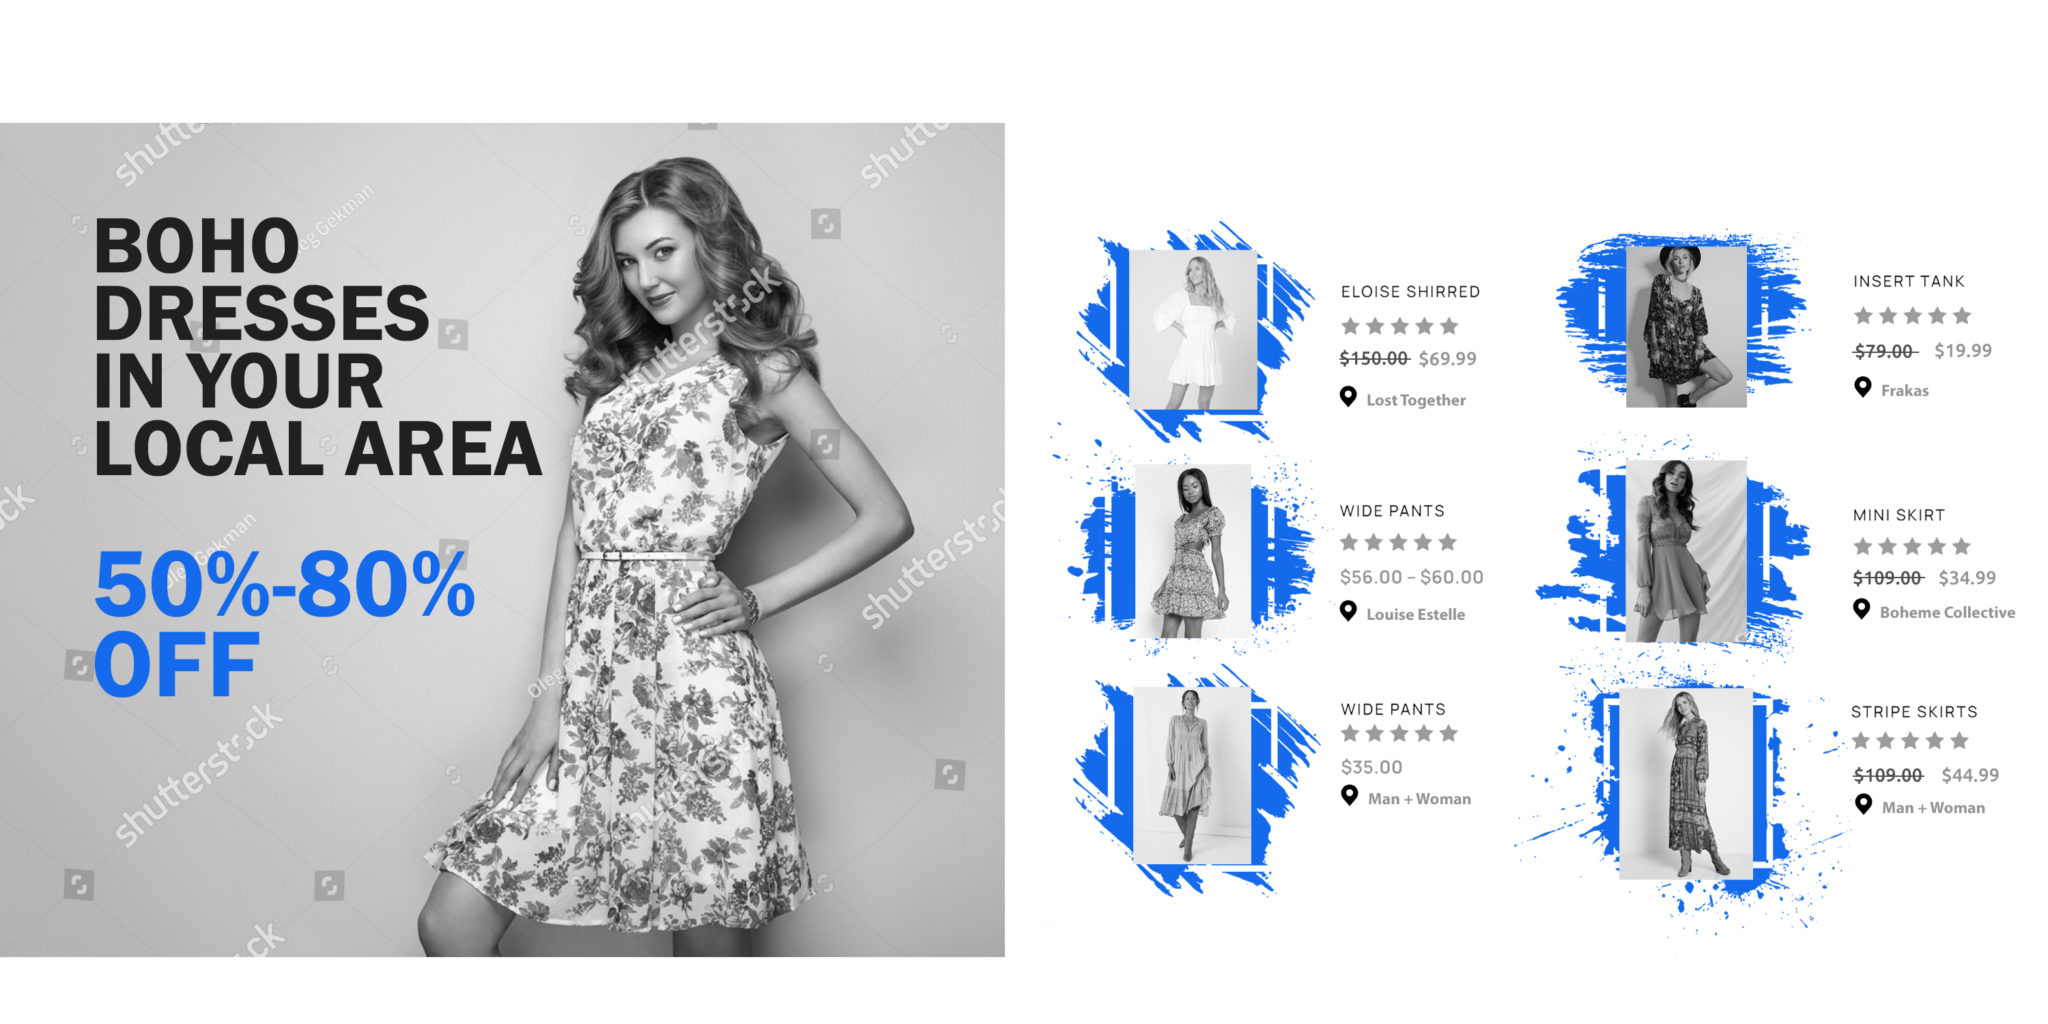 BOHO
DRESSES
IN YOUR
LOCAL AREA
50%-80%
OFF
shutterstock
shutterstock
shutterstock
shutterstock
Oleg Gekman
ELOISE SHIRRED
$150.00 $69.99
Lost Together
WIDE PANTS
$56.00 – $60.00
Louise Estelle
WIDE PANTS
$35.00
Man + Woman
INSERT TANK
$79.00 $19.99
Frakas
MINI SKIRT
$109.00 $34.99
Boheme Collective
STRIPE SKIRTS
$109.00 $44.99
Man + Woman